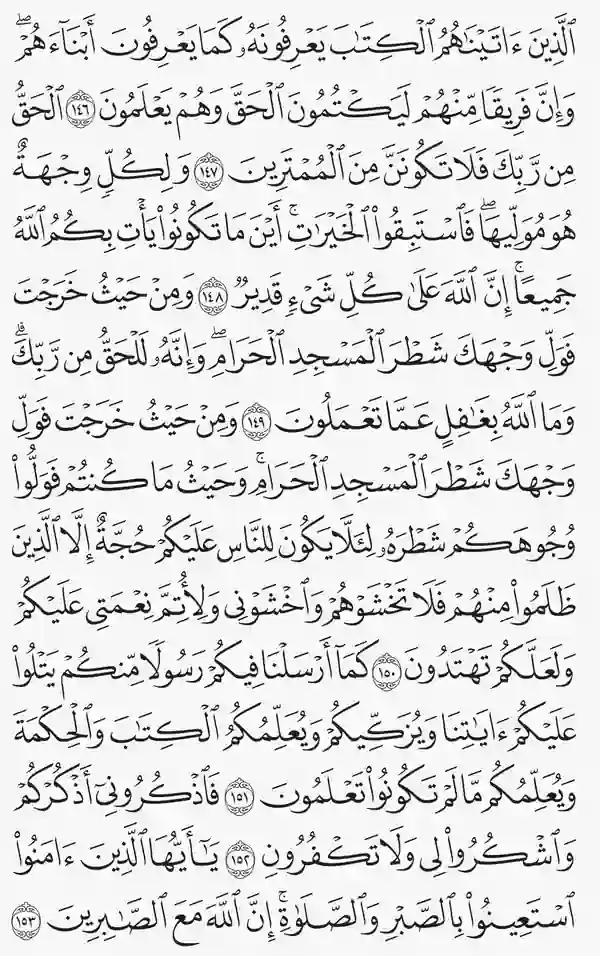 ٱلَّذِينَ ءَاتَيْنَٰهُمُ ٱلْكِتَٰبَ يَعْرِفُونَهُۥ كَمَا يَعْرِفُونَ أَبْنَآءَهُمْۖ
وَإِنَّ فَرِيقًا مِّنْهُمْ لَيَكْتُمُونَ ٱلْحَقَّ وَهُمْ يَعْلَمُونَ ١٤٦ ٱلْحَقُّ
مِن رَّبِّكَ فَلَا تَكُونَنَّ مِنَ ٱلْمُمْتَرِينَ ١٤٧ وَلِكُلٍّ وِجْهَةٌ
هُوَ مُوَلِّيهَاۖ فَٱسْتَبِقُوا۟ ٱلْخَيْرَٰتِۚ أَيْنَ مَا تَكُونُوا۟ يَأْتِ بِكُمُ ٱللَّهُ
جَمِيعًاۚ إِنَّ ٱللَّهَ عَلَىٰ كُلِّ شَىْءٍ قَدِيرٌ ١٤٨ وَمِنْ حَيْثُ خَرَجْتَ
فَوَلِّ وَجْهَكَ شَطْرَ ٱلْمَسْجِدِ ٱلْحَرَامِۖ وَإِنَّهُۥ لَلْحَقُّ مِن رَّبِّكَۗ
وَمَا ٱللَّهُ بِغَٰفِلٍ عَمَّا تَعْمَلُونَ ١٤٩ وَمِنْ حَيْثُ خَرَجْتَ فَوَلِّ
وَجْهَكَ شَطْرَ ٱلْمَسْجِدِ ٱلْحَرَامِۚ وَحَيْثُ مَا كُنتُمْ فَوَلُّوا۟
وُجُوهَكُمْ شَطْرَهُۥ لِئَلَّا يَكُونَ لِلنَّاسِ عَلَيْكُمْ حُجَّةٌ إِلَّا ٱلَّذِينَ
ظَلَمُوا۟ مِنْهُمْ فَلَا تَخْشَوْهُمْ وَٱخْشَوْنِى وَلِأُتِمَّ نِعْمَتِى عَلَيْكُمْ
وَلَعَلَّكُمْ تَهْتَدُونَ ١٥٠ كَمَآ أَرْسَلْنَا فِيكُمْ رَسُولًا مِّنكُمْ يَتْلُوا۟
عَلَيْكُمْ ءَايَٰتِنَا وَيُزَكِّيكُمْ وَيُعَلِّمُكُمُ ٱلْكِتَٰبَ وَٱلْحِكْمَةَ
وَيُعَلِّمُكُم مَّا لَمْ تَكُونُوا۟ تَعْلَمُونَ ١٥١ فَٱذْكُرُونِىٓ أَذْكُرْكُمْ
وَٱشْكُرُوا۟ لِى وَلَا تَكْفُرُونِ ١٥٢ يَٰٓأَيُّهَا ٱلَّذِينَ ءَامَنُوا۟
ٱسْتَعِينُوا۟ بِٱلصَّبْرِ وَٱلصَّلَوٰةِۚ إِنَّ ٱللَّهَ مَعَ ٱلصَّٰبِرِينَ ١٥٣